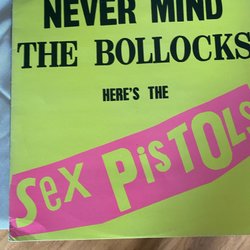 NEVER MIND
THE BOLLOCKS
HERE'S THE
Sex PisTOLs